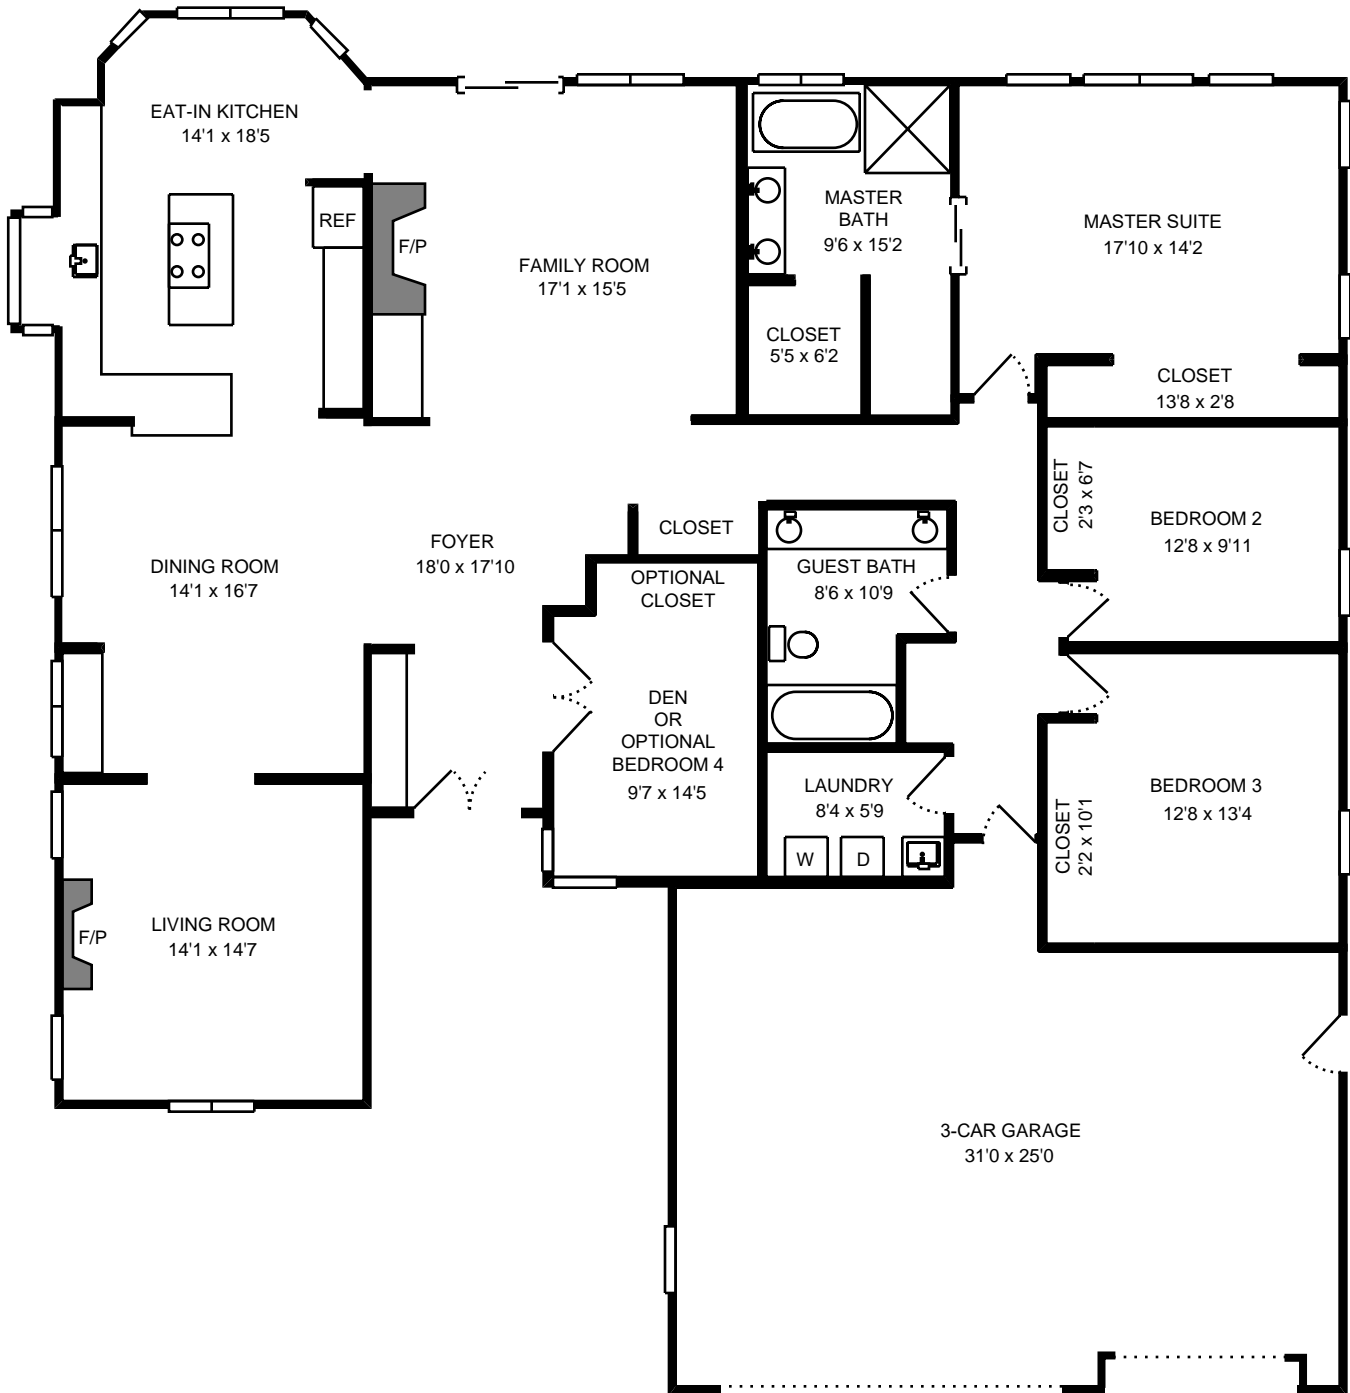 EAT-IN KITCHEN
14'1 x 18'5
REF
F/P
FAMILY ROOM
17'1 x 15'5
MASTER
BATH
9'6 x 15'2
MASTER SUITE
17'10 x 14'2
CLOSET
5'5 x 6'2
CLOSET
13'8 x 2'8
CLOSET
2'3 x 6'7
BEDROOM 2
12'8 x 9'11
DINING ROOM
14'1 x 16'7
FOYER
18'0 x 17'10
CLOSET
OPTIONAL
CLOSET
GUEST BATH
8'6 x 10'9
DEN
OR
OPTIONAL
BEDROOM 4
9'7 x 14'5
LAUNDRY
8'4 x 5'9
W
D
CLOSET
2'2 x 10'1
BEDROOM 3
12'8 x 13'4
F/P
LIVING ROOM
14'1 x 14'7
3-CAR GARAGE
31'0 x 25'0